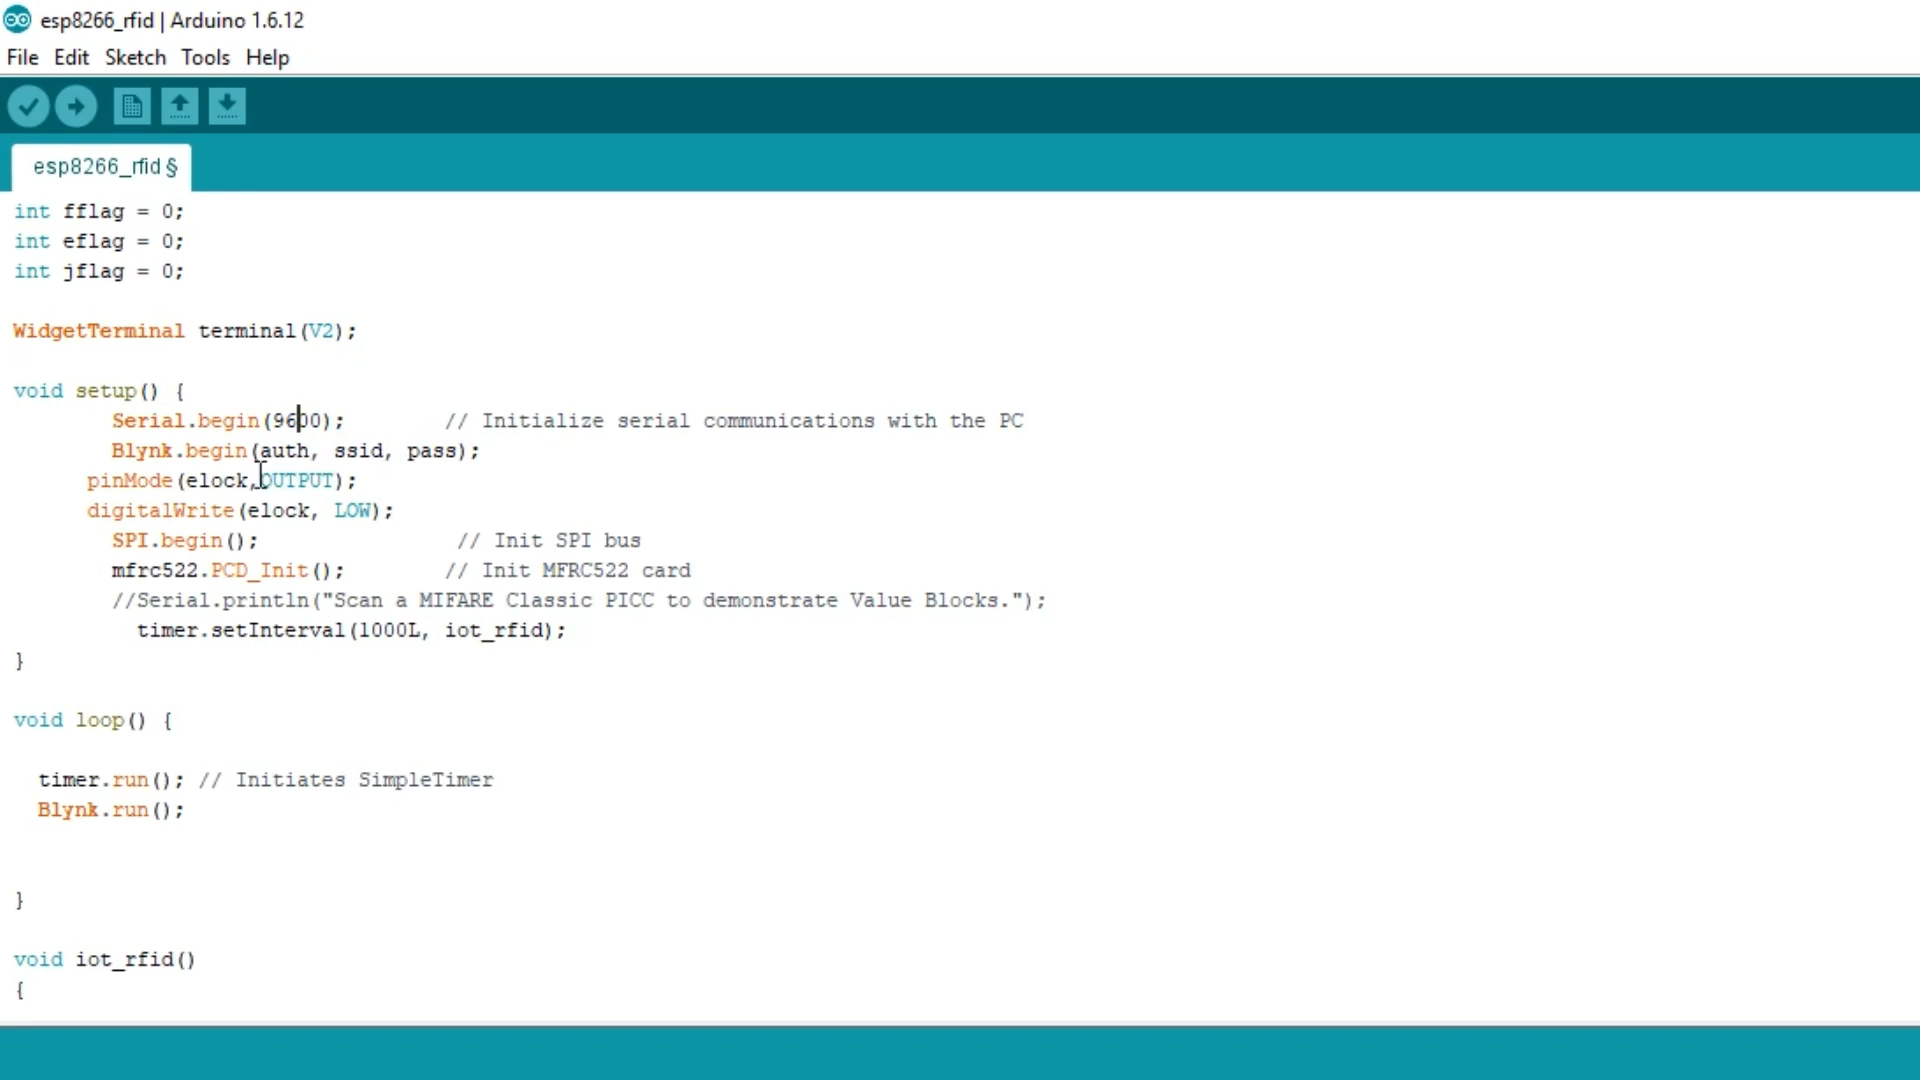 esp8266_rfid | Arduino 1.6.12
File Edit Sketch Tools Help
esp8266_rfid §
int fflag = 0;
int eflag = 0;
int jflag = 0;
WidgetTerminal terminal(V2);
void setup() {
Serial.begin(9600); // Initialize serial communications with the PC
Blynk.begin(auth, ssid, pass);
pinMode(elock,OUTPUT);
digitalWrite(elock, LOW);
SPI.begin(); // Init SPI bus
mfrc522.PCD_Init(); // Init MFRC522 card
//Serial.println("Scan a MIFARE Classic PICC to demonstrate Value Blocks.");
timer.setInterval(1000L, iot_rfid);
}
void loop() {
timer.run(); // Initiates SimpleTimer
Blynk.run();
}
void iot_rfid()
{